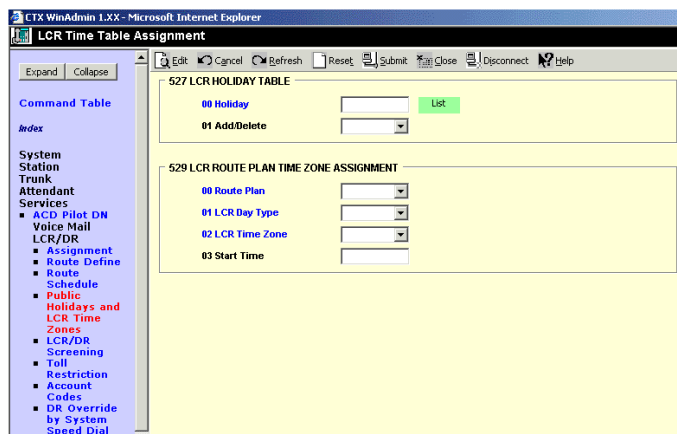 CTX WinAdmin 1.XX - Microsoft Internet Explorer
LCR Time Table Assignment
Expand Collapse
Edit Cancel Refresh Reset Submit Close Disconnect Help
Command Table
Index
System
Station
Trunk
Attendant
Services
ACD Pilot DN
Voice Mail
LCR/DR
Assignment
Route Define
Route
Schedule
Public
Holidays and
LCR Time
Zones
LCR/DR
Screening
Toll
Restriction
Account
Codes
DR Override
by System
Speed Dial
527 LCR HOLIDAY TABLE
00 Holiday List
01 Add/Delete
529 LCR ROUTE PLAN TIME ZONE ASSIGNMENT
00 Route Plan
01 LCR Day Type
02 LCR Time Zone
03 Start Time